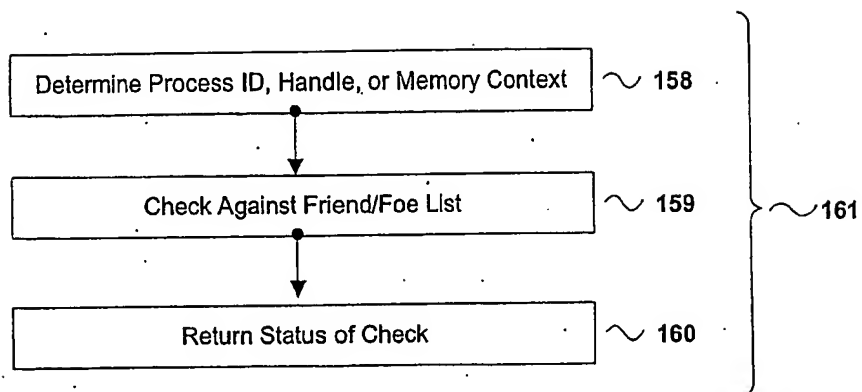 Determine Process ID, Handle, or Memory Context 158
Check Against Friend/Foe List 159
161
Return Status of Check 160